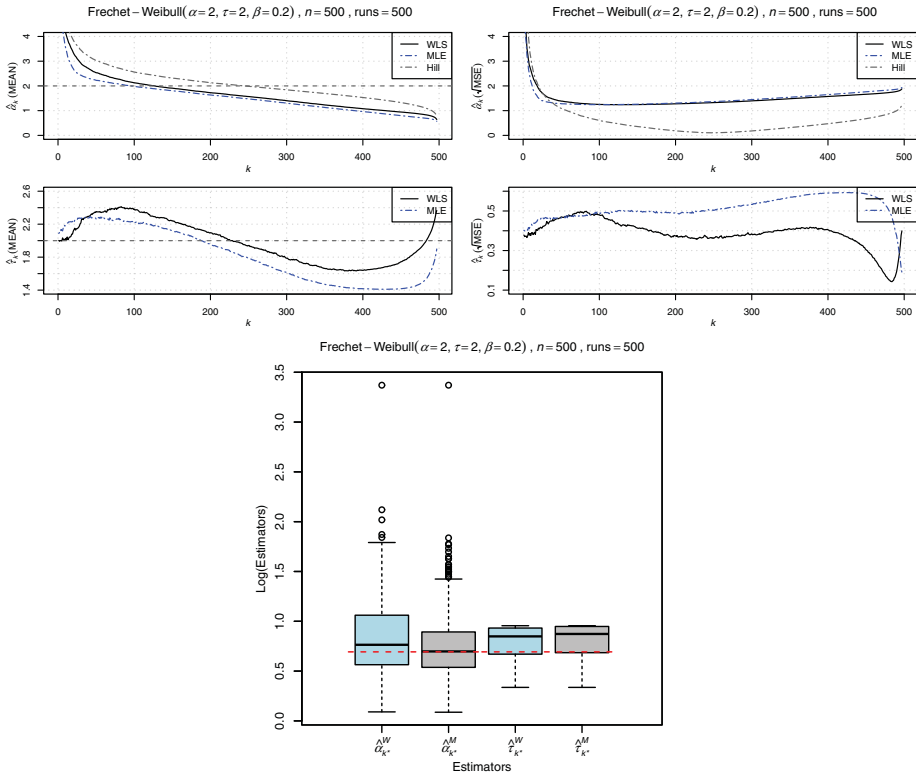 Frechet−Weibull(α=2, τ=2, β=0.2) , n=500 , runs=500
α̂ₖ(MEAN)
4
3
2
1
0
WLS
MLE
Hill
0 100 200 300 400 500
k
Frechet−Weibull(α=2, τ=2, β=0.2) , n=500 , runs=500
α̂ₖ(√MSE)
4
3
2
1
0
WLS
MLE
Hill
0 100 200 300 400 500
k
τ̂ₖ(MEAN)
2.6
2.2
1.8
1.4
WLS
MLE
0 100 200 300 400 500
k
τ̂ₖ(√MSE)
0.5
0.3
0.1
WLS
MLE
0 100 200 300 400 500
k
Frechet−Weibull(α=2, τ=2, β=0.2) , n=500 , runs=500
Log(Estimators)
3.5
3.0
2.5
2.0
1.5
1.0
0.5
0.0
α̂ᵂₖ* α̂ᴹₖ* τ̂ᵂₖ* τ̂ᴹₖ*
Estimators